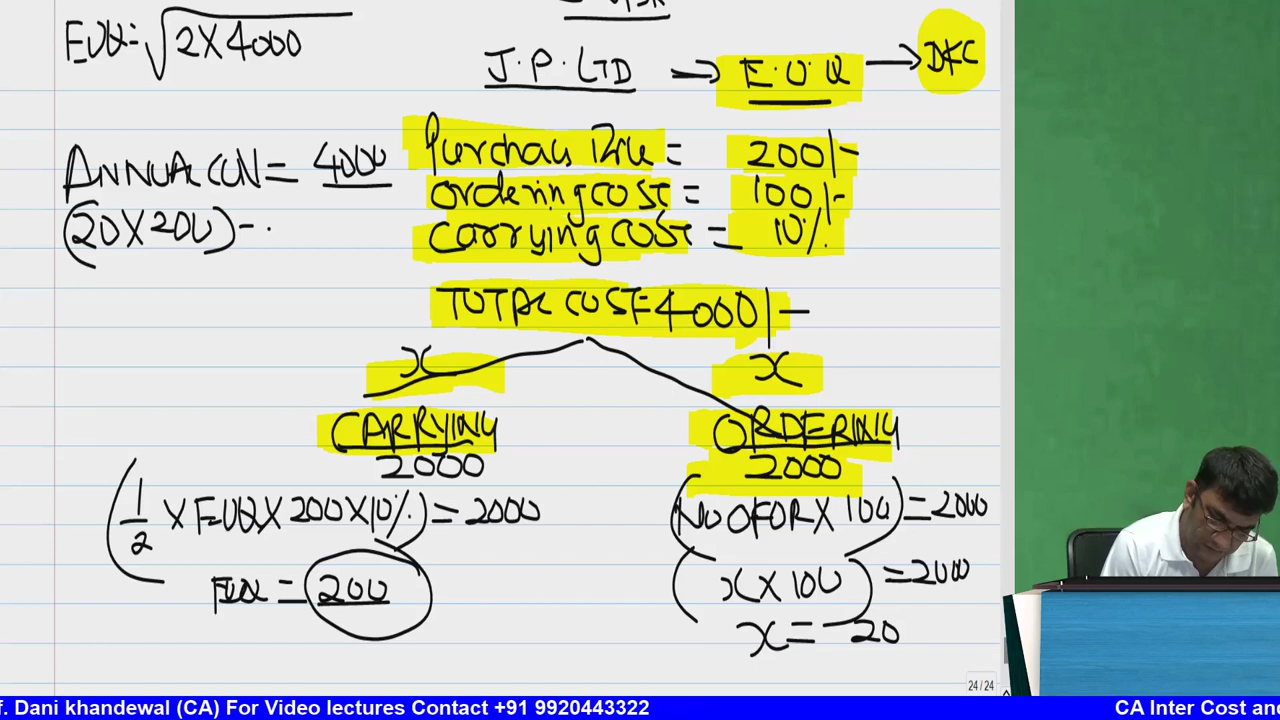 EOQ=√2X4000
J.P.LTD → E.O.Q → DKC
ANNUAL CON = 4000
(20X200) -
Purchase Price = 200/-
Ordering cost = 100/-
Carrying cost = 10%
TOTAL COST=4000/-
x x
CARRYING ORDERING
2000 2000
(1/2 X EOQ X 200X10%)=2000
(NO OF OR X 100)=2000
EOQ = 200
(x X 100)=2000
x = 20
24 / 24
f. Dani khandewal (CA) For Video lectures Contact +91 9920443322
CA Inter Cost and